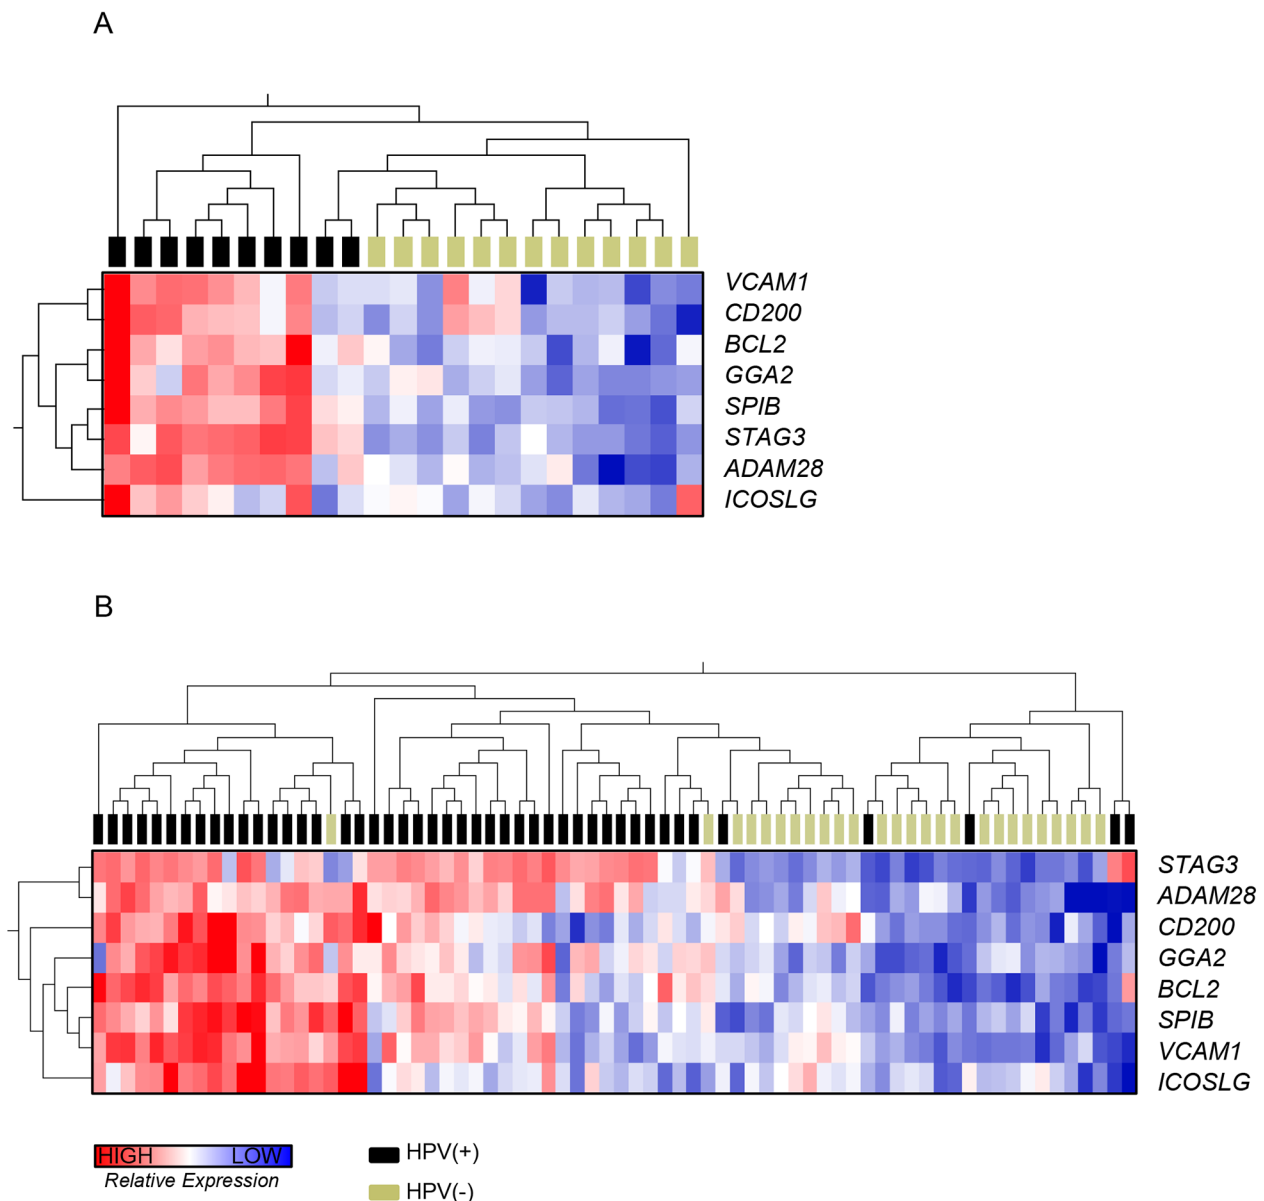 A
VCAM1
CD200
BCL2
GGA2
SPIB
STAG3
ADAM28
ICOSLG
B
STAG3
ADAM28
CD200
GGA2
BCL2
SPIB
VCAM1
ICOSLG
HIGH LOW
Relative Expression
HPV(+)
HPV(-)